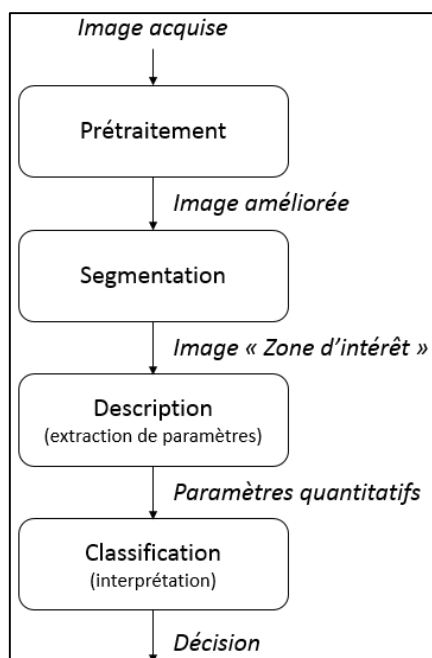 Image acquise
Prétraitement
Image améliorée
Segmentation
Image « Zone d’intérêt »
Description
(extraction de paramètres)
Paramètres quantitatifs
Classification
(interprétation)
Décision